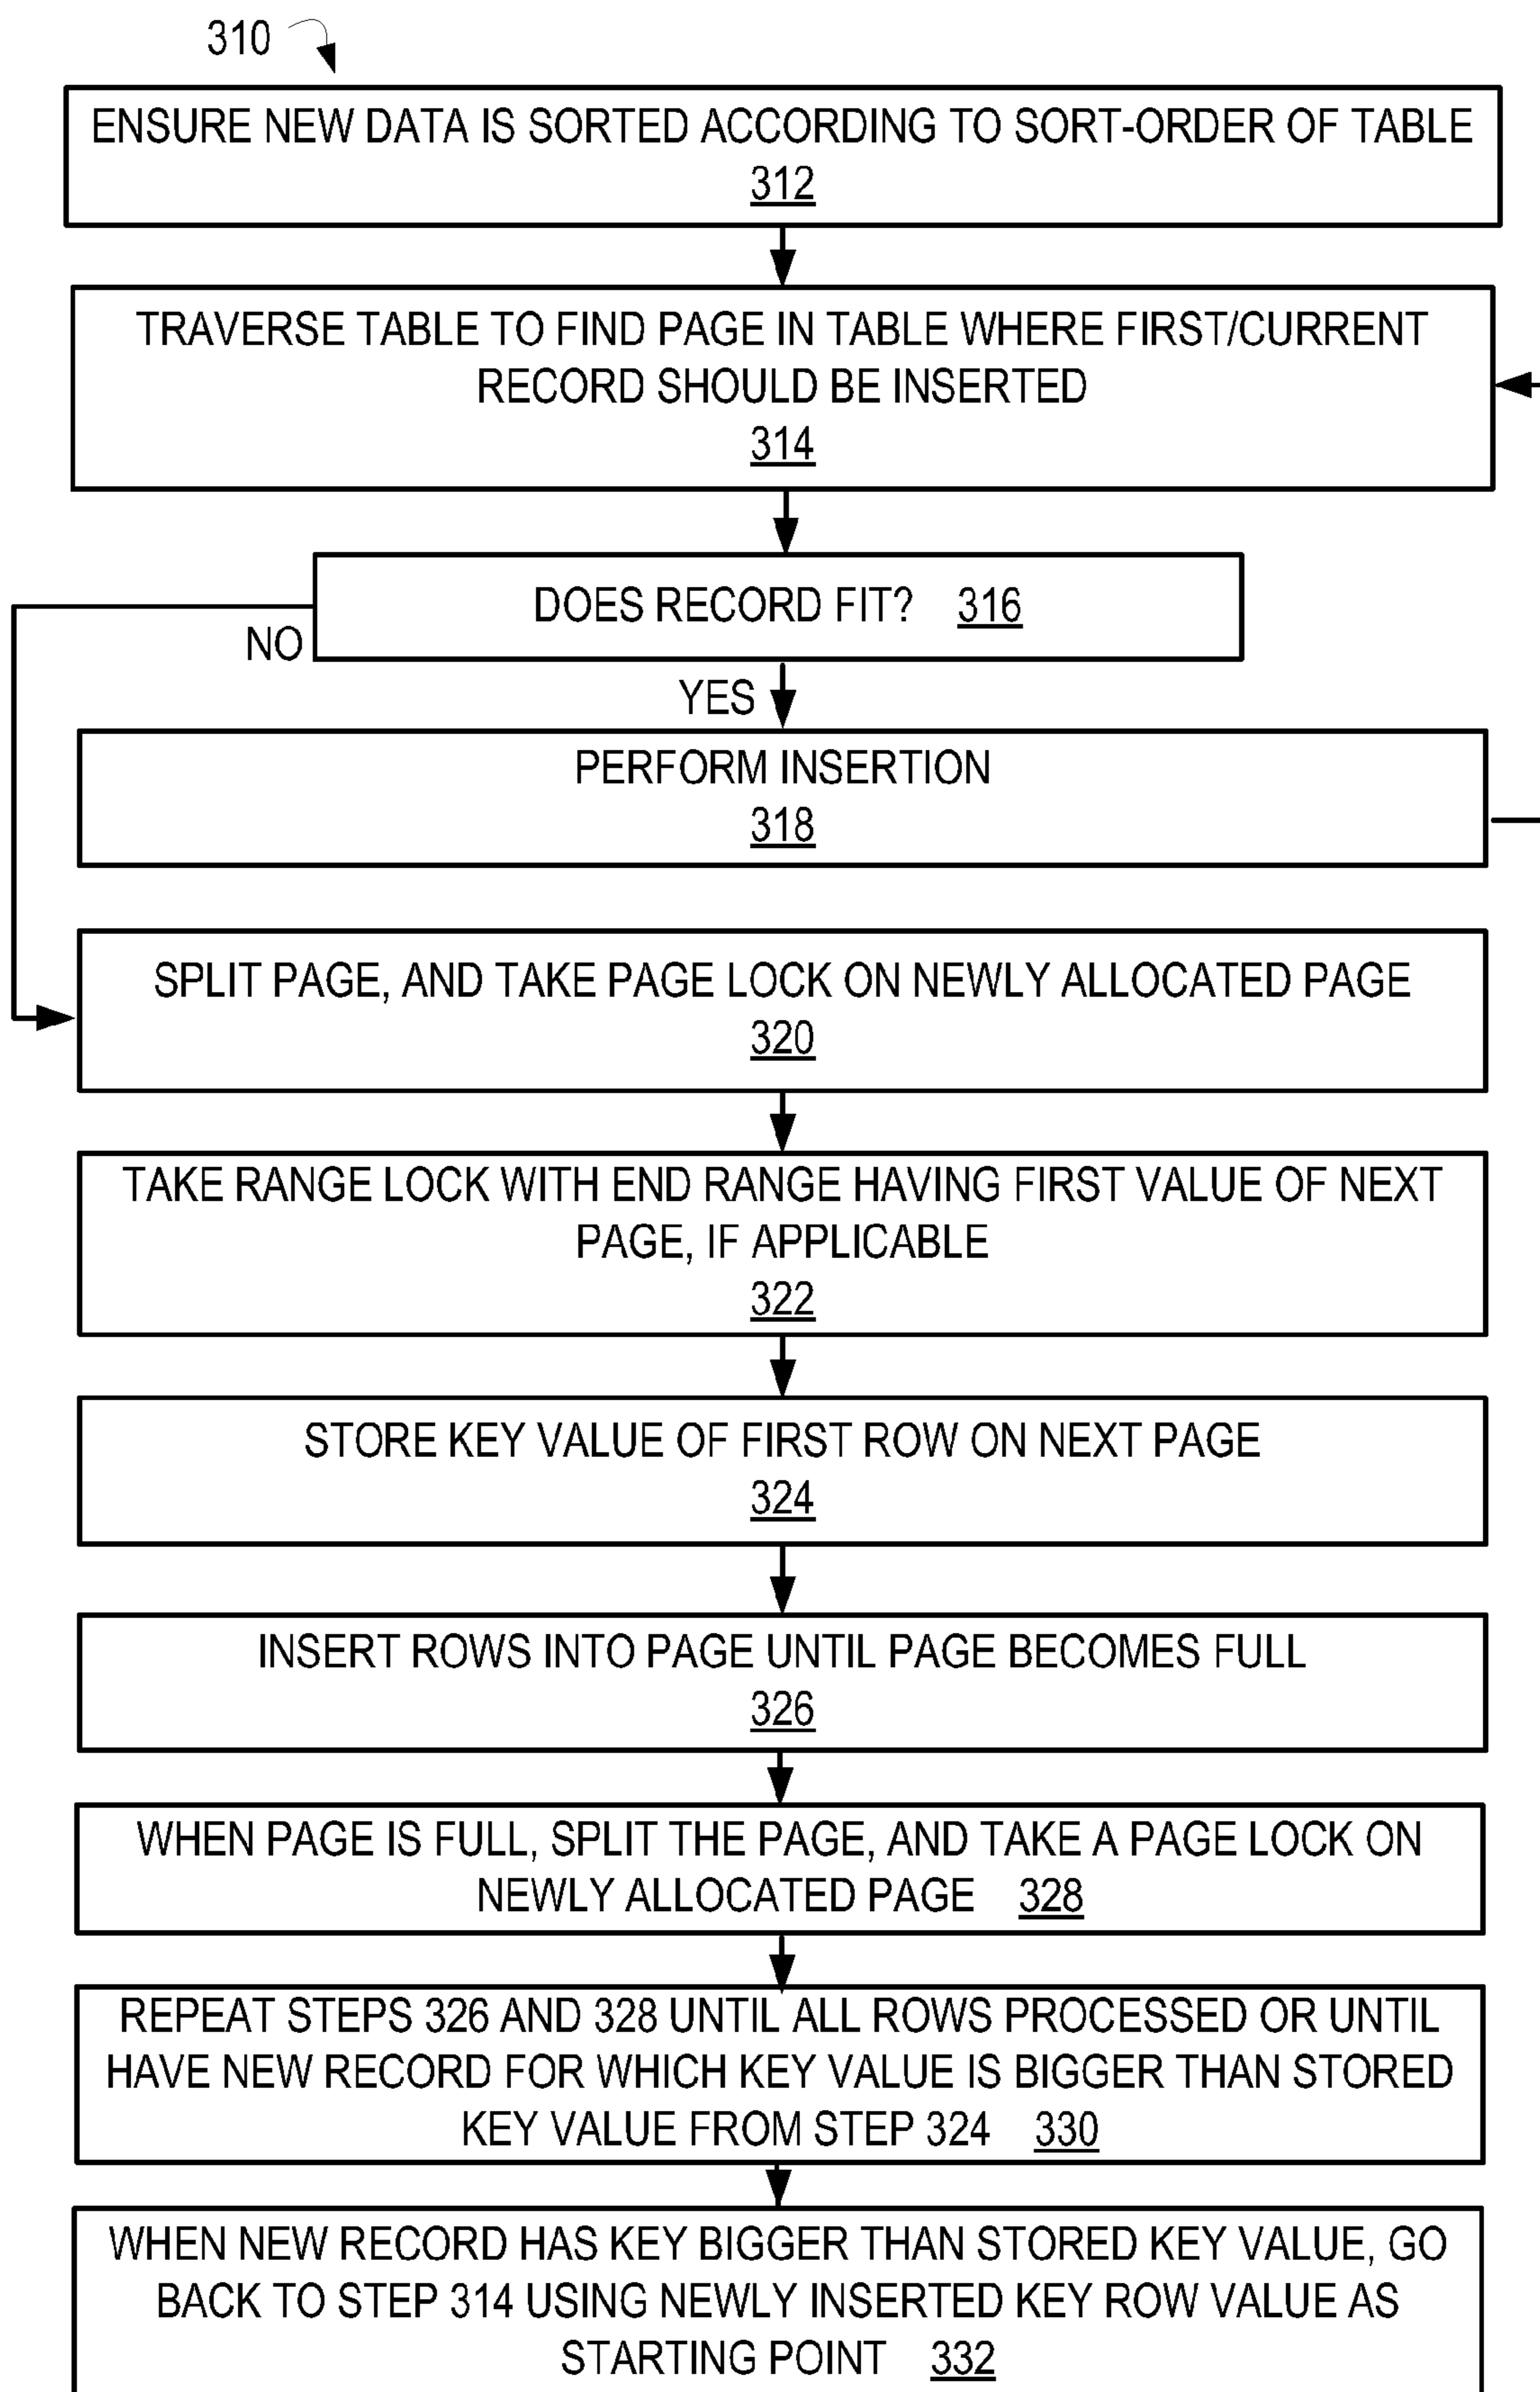 310
ENSURE NEW DATA IS SORTED ACCORDING TO SORT-ORDER OF TABLE
312
TRAVERSE TABLE TO FIND PAGE IN TABLE WHERE FIRST/CURRENT
RECORD SHOULD BE INSERTED
314
DOES RECORD FIT? 316
NO
YES
PERFORM INSERTION
318
SPLIT PAGE, AND TAKE PAGE LOCK ON NEWLY ALLOCATED PAGE
320
TAKE RANGE LOCK WITH END RANGE HAVING FIRST VALUE OF NEXT
PAGE, IF APPLICABLE
322
STORE KEY VALUE OF FIRST ROW ON NEXT PAGE
324
INSERT ROWS INTO PAGE UNTIL PAGE BECOMES FULL
326
WHEN PAGE IS FULL, SPLIT THE PAGE, AND TAKE A PAGE LOCK ON
NEWLY ALLOCATED PAGE 328
REPEAT STEPS 326 AND 328 UNTIL ALL ROWS PROCESSED OR UNTIL
HAVE NEW RECORD FOR WHICH KEY VALUE IS BIGGER THAN STORED
KEY VALUE FROM STEP 324 330
WHEN NEW RECORD HAS KEY BIGGER THAN STORED KEY VALUE, GO
BACK TO STEP 314 USING NEWLY INSERTED KEY ROW VALUE AS
STARTING POINT 332